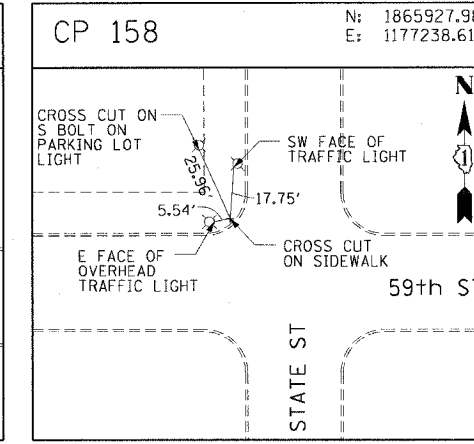 CP 158
N: 1865927.98
E: 1177238.61
N
CROSS CUT ON
S BOLT ON
PARKING LOT
LIGHT
SW FACE OF
TRAFFIC LIGHT
25.96'
17.75'
5.54'
E FACE OF
OVERHEAD
TRAFFIC LIGHT
CROSS CUT
ON SIDEWALK
59th ST
STATE ST
1